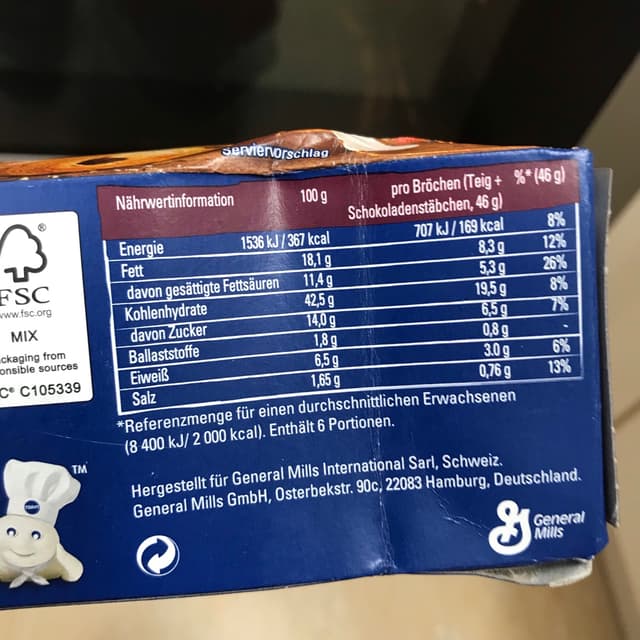 Serviervorschlag
Nährwertinformation 100 g pro Bröchen (Teig + Schokoladenstäbchen, 46 g) %* (46 g)
Energie 1536 kJ / 367 kcal 707 kJ / 169 kcal 8%
Fett 18,1 g 8,3 g 12%
davon gesättigte Fettsäuren 11,4 g 5,3 g 26%
Kohlenhydrate 42,5 g 19,5 g 8%
davon Zucker 14,0 g 6,5 g 7%
Ballaststoffe 1,8 g 0,8 g -
Eiweiß 6,5 g 3.0 g 6%
Salz 1,65 g 0,76 g 13%
*Referenzmenge für einen durchschnittlichen Erwachsenen
(8 400 kJ/ 2 000 kcal). Enthält 6 Portionen.
Hergestellt für General Mills International Sarl, Schweiz.
General Mills GmbH, Osterbekstr. 90c, 22083 Hamburg, Deutschland.
General
Mills
®
FSC
www.fsc.org
MIX
ckaging from
onsible sources
C® C105339
TM